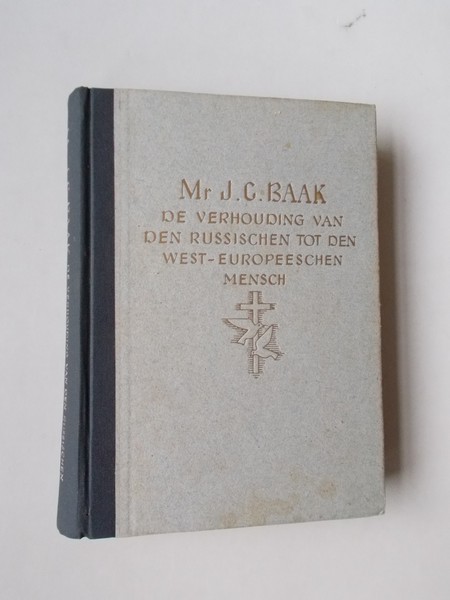 Mr J.C. BAAK
DE VERHOUDING VAN
DEN RUSSISCHEN TOT DEN
WEST-EUROPEESCHEN
MENSCH